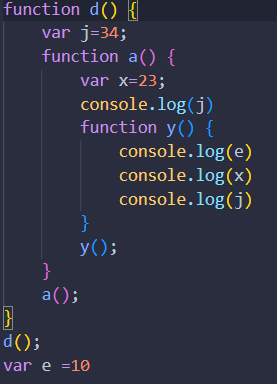 function d() {
    var j=34;
    function a() {
        var x=23;
        console.log(j)
        function y() {
            console.log(e)
            console.log(x)
            console.log(j)
        }
        y();
    }
    a();
}
d();
var e =10